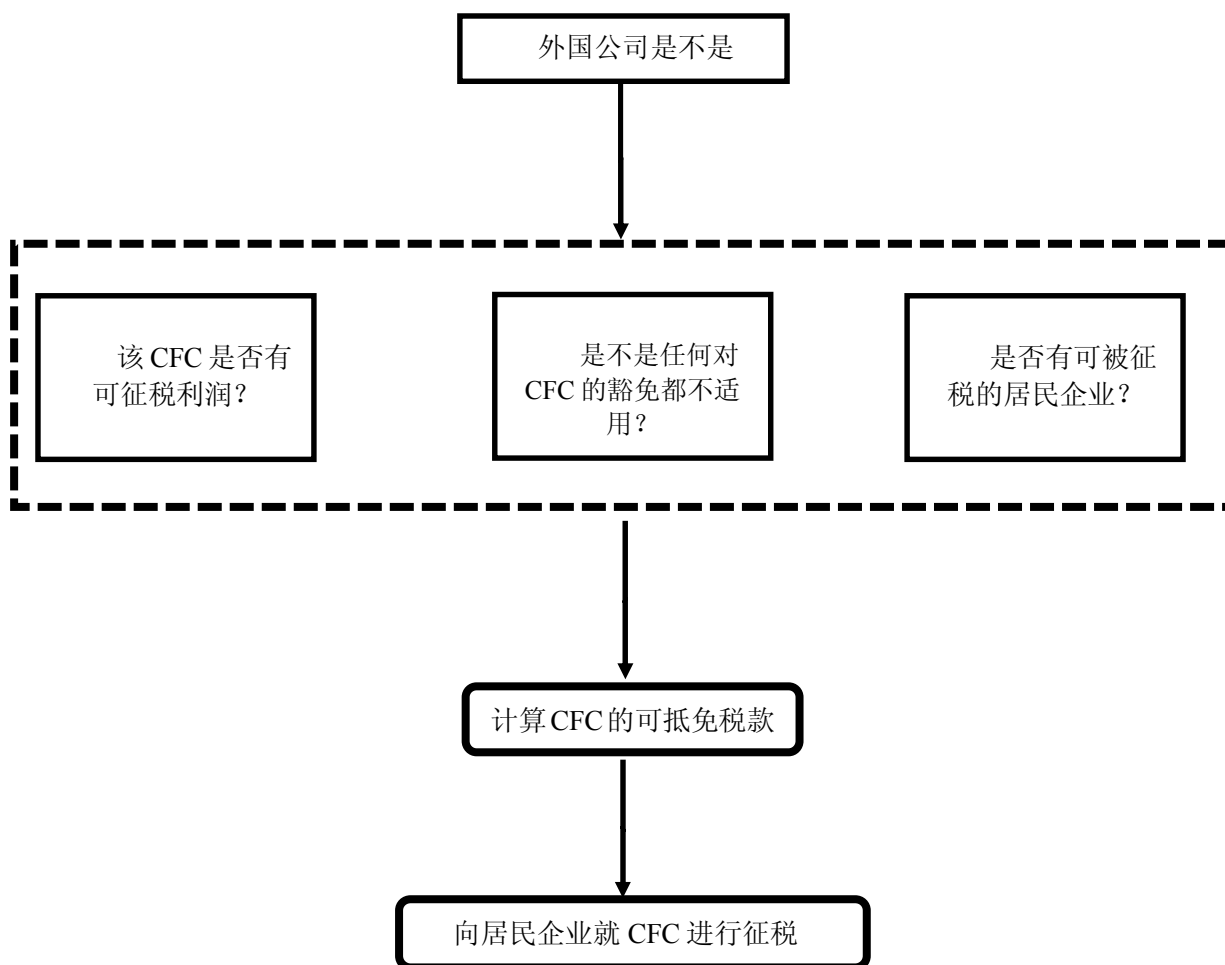 外国公司是不是
该 CFC 是否有
可征税利润？
是不是任何对
CFC 的豁免都不适
用？
是否有可被征
税的居民企业？
计算CFC的可抵免税款
向居民企业就 CFC 进行征税